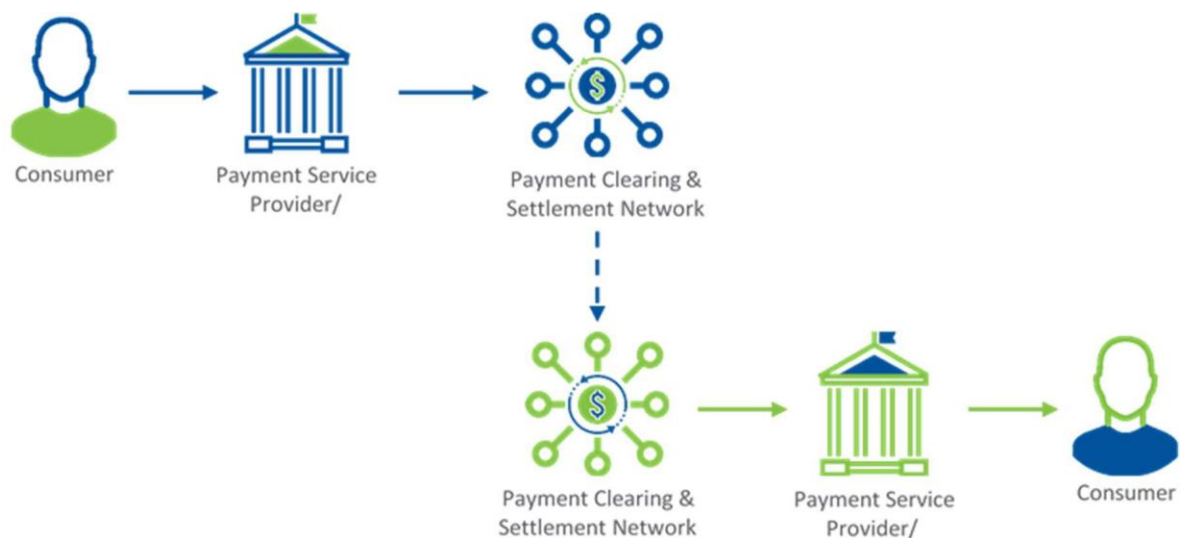 Consumer
Payment Service
Provider/
Payment Clearing &
Settlement Network
$
Payment Clearing &
Settlement Network
$
Payment Service
Provider/
Consumer